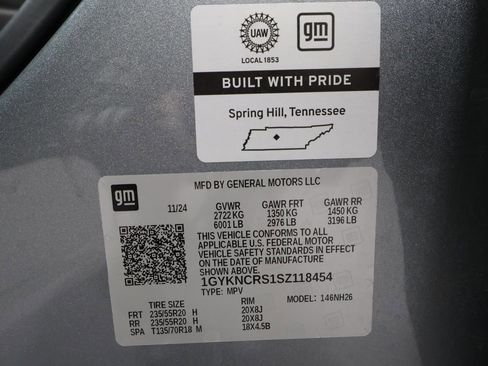 UAW
LOCAL 1853
gm
BUILT WITH PRIDE
Spring Hill, Tennessee
gm
MFD BY GENERAL MOTORS LLC
11/24 GVWR GAWR FRT GAWR RR
2722 KG 1350 KG 1450 KG
6001 LB 2976 LB 3196 LB
THIS VEHICLE CONFORMS TO ALL
APPLICABLE U.S. FEDERAL MOTOR
VEHICLE SAFETY STANDARDS IN EFFECT
ON THE DATE OF MANUFACTURE
SHOWN ABOVE.
1GYKNCRS1SZ118454
TYPE: MPV MODEL: 146NH26
TIRE SIZE RIM
FRT 235/55R20 H 20X8J
RR 235/55R20 H 20X8J
SPA T135/70R18 M 18X4.5B